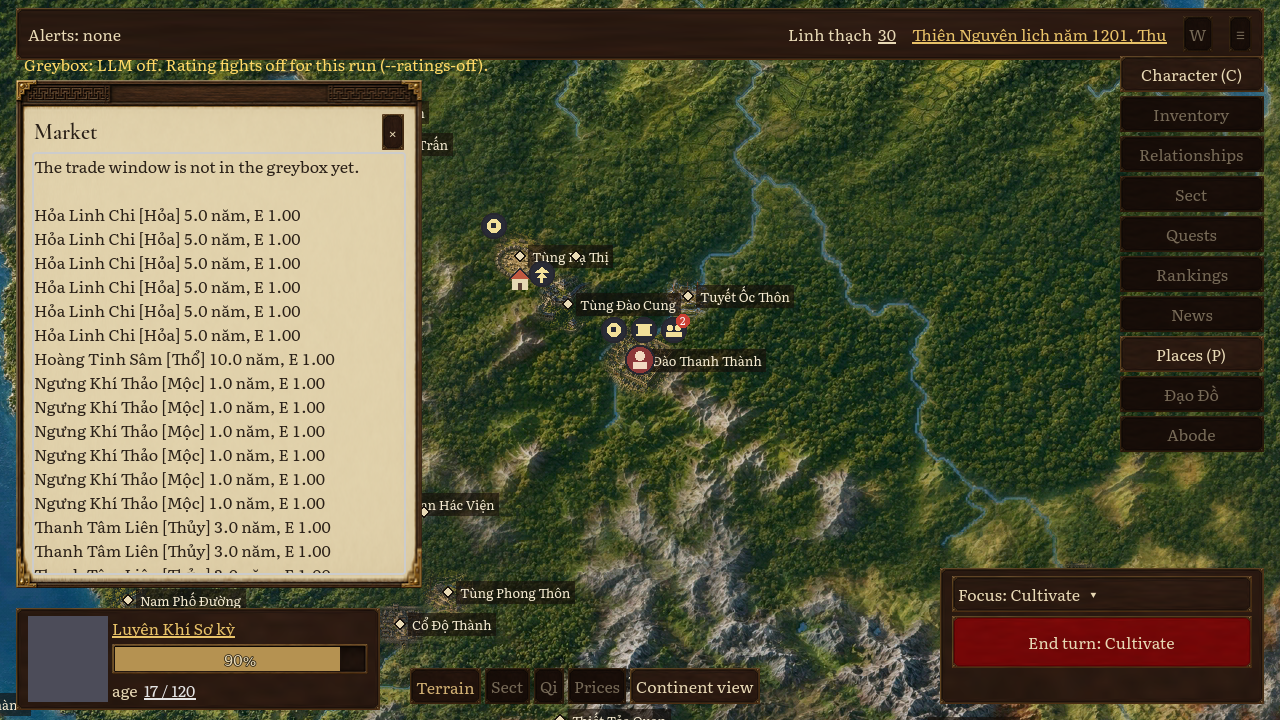 Alerts: none
Linh thạch 30
Thiên Nguyên lịch năm 1201, Thu
W
≡
Greybox: LLM off. Rating fights off for this run (--ratings-off).
Market
×
The trade window is not in the greybox yet.
Hỏa Linh Chi [Hỏa] 5.0 năm, E 1.00
Hỏa Linh Chi [Hỏa] 5.0 năm, E 1.00
Hỏa Linh Chi [Hỏa] 5.0 năm, E 1.00
Hỏa Linh Chi [Hỏa] 5.0 năm, E 1.00
Hỏa Linh Chi [Hỏa] 5.0 năm, E 1.00
Hỏa Linh Chi [Hỏa] 5.0 năm, E 1.00
Hoàng Tinh Sâm [Thổ] 10.0 năm, E 1.00
Ngưng Khí Thảo [Mộc] 1.0 năm, E 1.00
Ngưng Khí Thảo [Mộc] 1.0 năm, E 1.00
Ngưng Khí Thảo [Mộc] 1.0 năm, E 1.00
Ngưng Khí Thảo [Mộc] 1.0 năm, E 1.00
Ngưng Khí Thảo [Mộc] 1.0 năm, E 1.00
Ngưng Khí Thảo [Mộc] 1.0 năm, E 1.00
Thanh Tâm Liên [Thủy] 3.0 năm, E 1.00
Thanh Tâm Liên [Thủy] 3.0 năm, E 1.00
Trấn
Tùng Thị
Tùng Đào Cung
Tuyết Ốc Thôn
2
Đào Thanh Thành
Hác Viện
Tùng Phong Thôn
Cổ Độ Thành
Nam Phố Đường
Character (C)
Inventory
Relationships
Sect
Quests
Rankings
News
Places (P)
Đạo Đồ
Abode
Luyện Khí Sơ kỳ
90%
age 17 / 120
Terrain
Sect
Qi
Prices
Continent view
Focus: Cultivate ▾
End turn: Cultivate